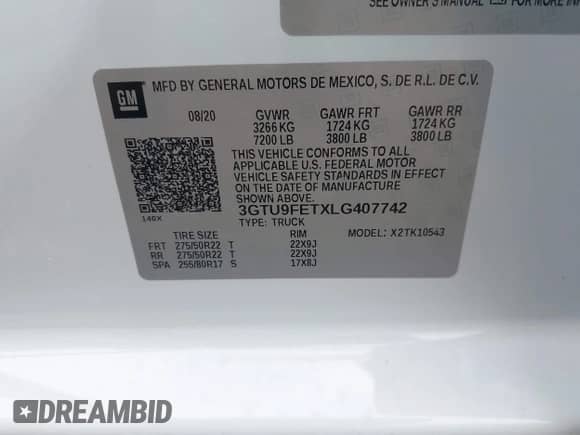 SEE OWNER'S MANUAL FOR MORE
GM
MFD BY GENERAL MOTORS DE MEXICO, S. DE R.L. DE C.V.
08/20 GVWR GAWR FRT GAWR RR
3266 KG 1724 KG 1724 KG
7200 LB 3800 LB 3800 LB
THIS VEHICLE CONFORMS TO ALL
APPLICABLE U.S. FEDERAL MOTOR
VEHICLE SAFETY STANDARDS IN EFFECT
ON THE DATE OF MANUFACTURE
SHOWN ABOVE.
3GTU9FETXLG407742
140X TYPE: TRUCK
TIRE SIZE RIM MODEL: X2TK10543
FRT 275/50R22 T 22X9J
RR 275/50R22 T 22X9J
SPA 255/80R17 S 17X8J
DREAMBID